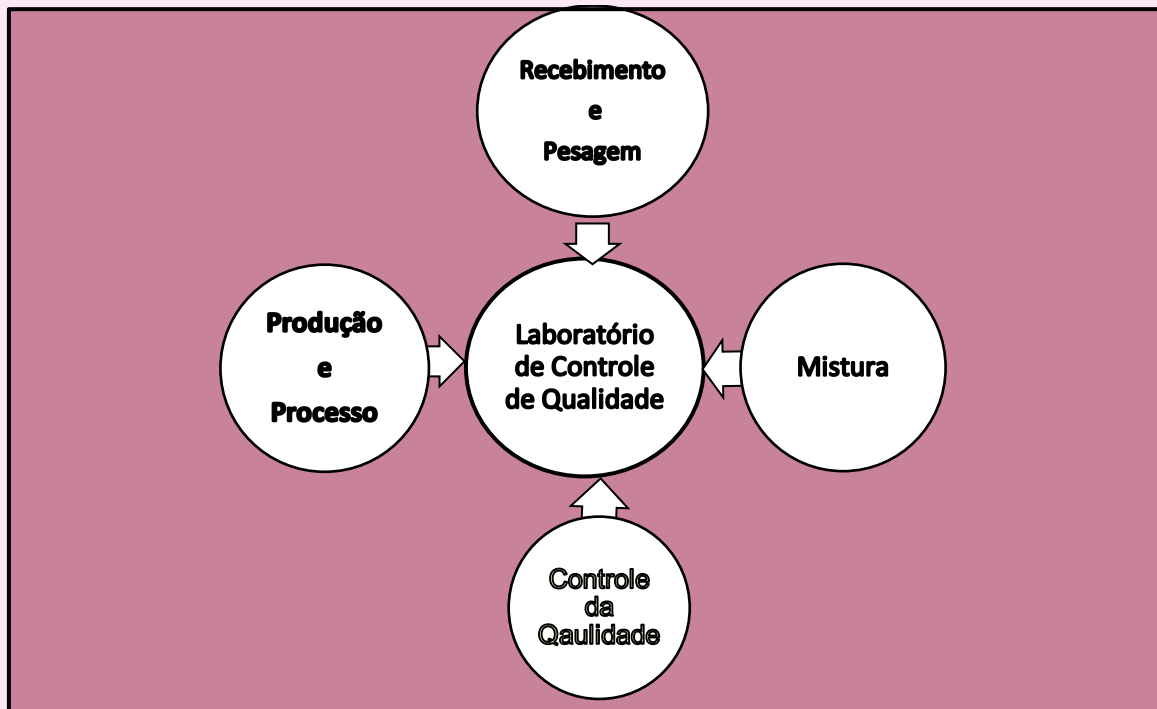 Recebimento
e
Pesagem
Produção
e
Processo
Laboratório
de Controle
de Qualidade
Mistura
Controle
da
Qaulidade